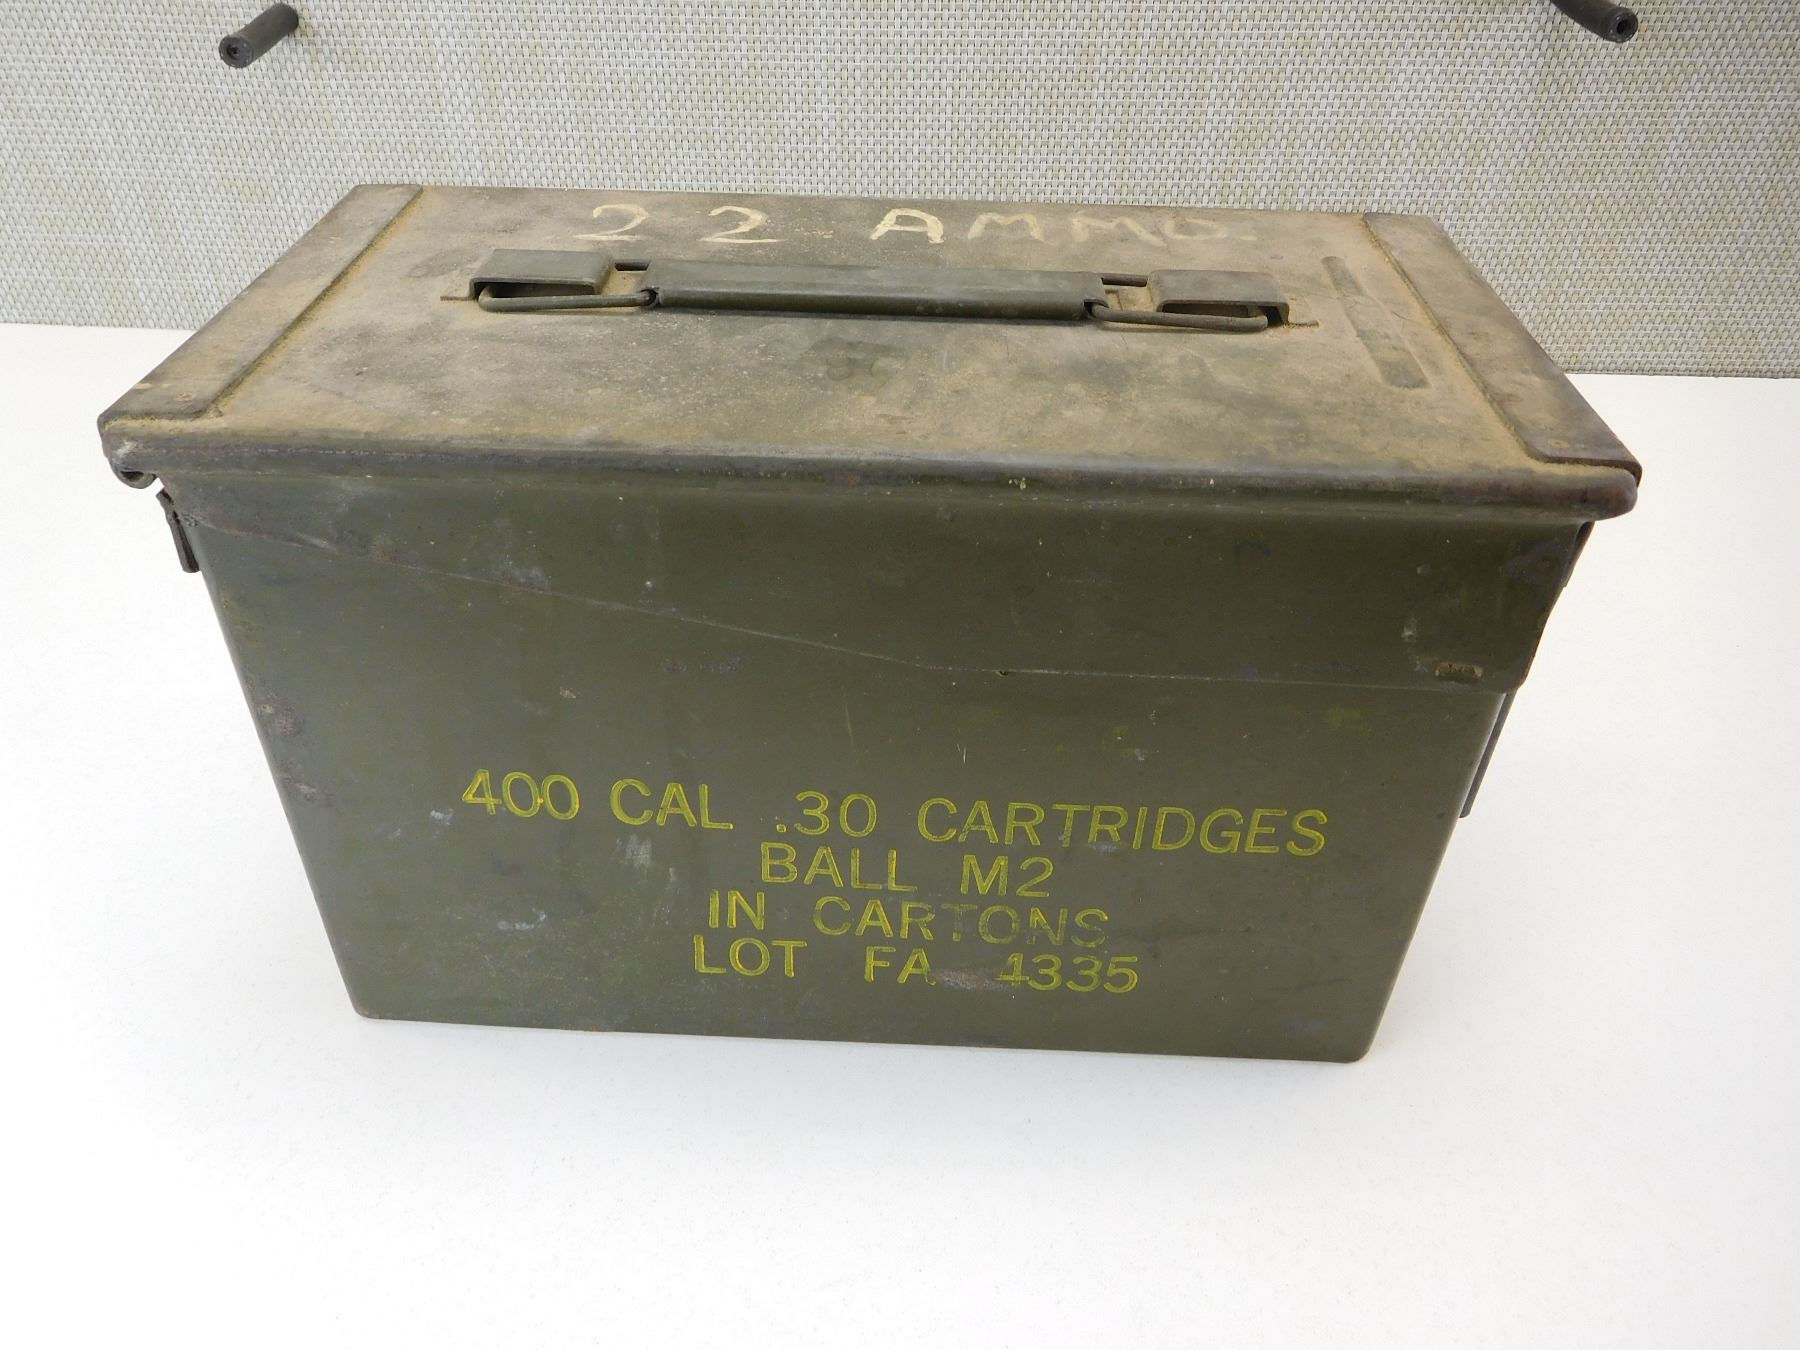 22 AMMO.
400 CAL .30 CARTRIDGES
BALL M2
IN CARTONS
LOT FA 4335